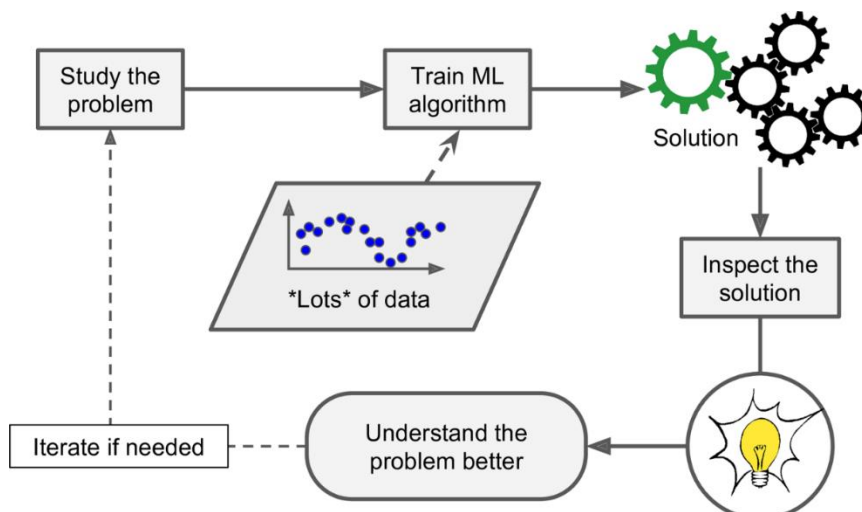 Study the
problem
Train ML
algorithm
Solution
*Lots* of data
Inspect the
solution
Understand the
problem better
Iterate if needed